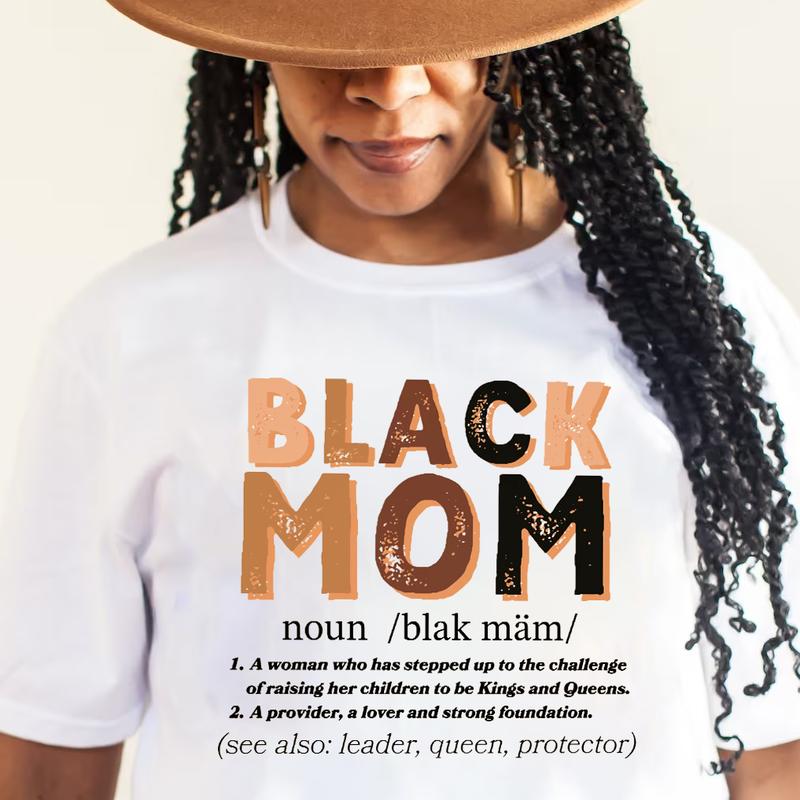 BLACK
MOM
noun /blak mäm/
1. A woman who has stepped up to the challenge
of raising her children to be Kings and Queens.
2. A provider, a lover and strong foundation.
(see also: leader, queen, protector)